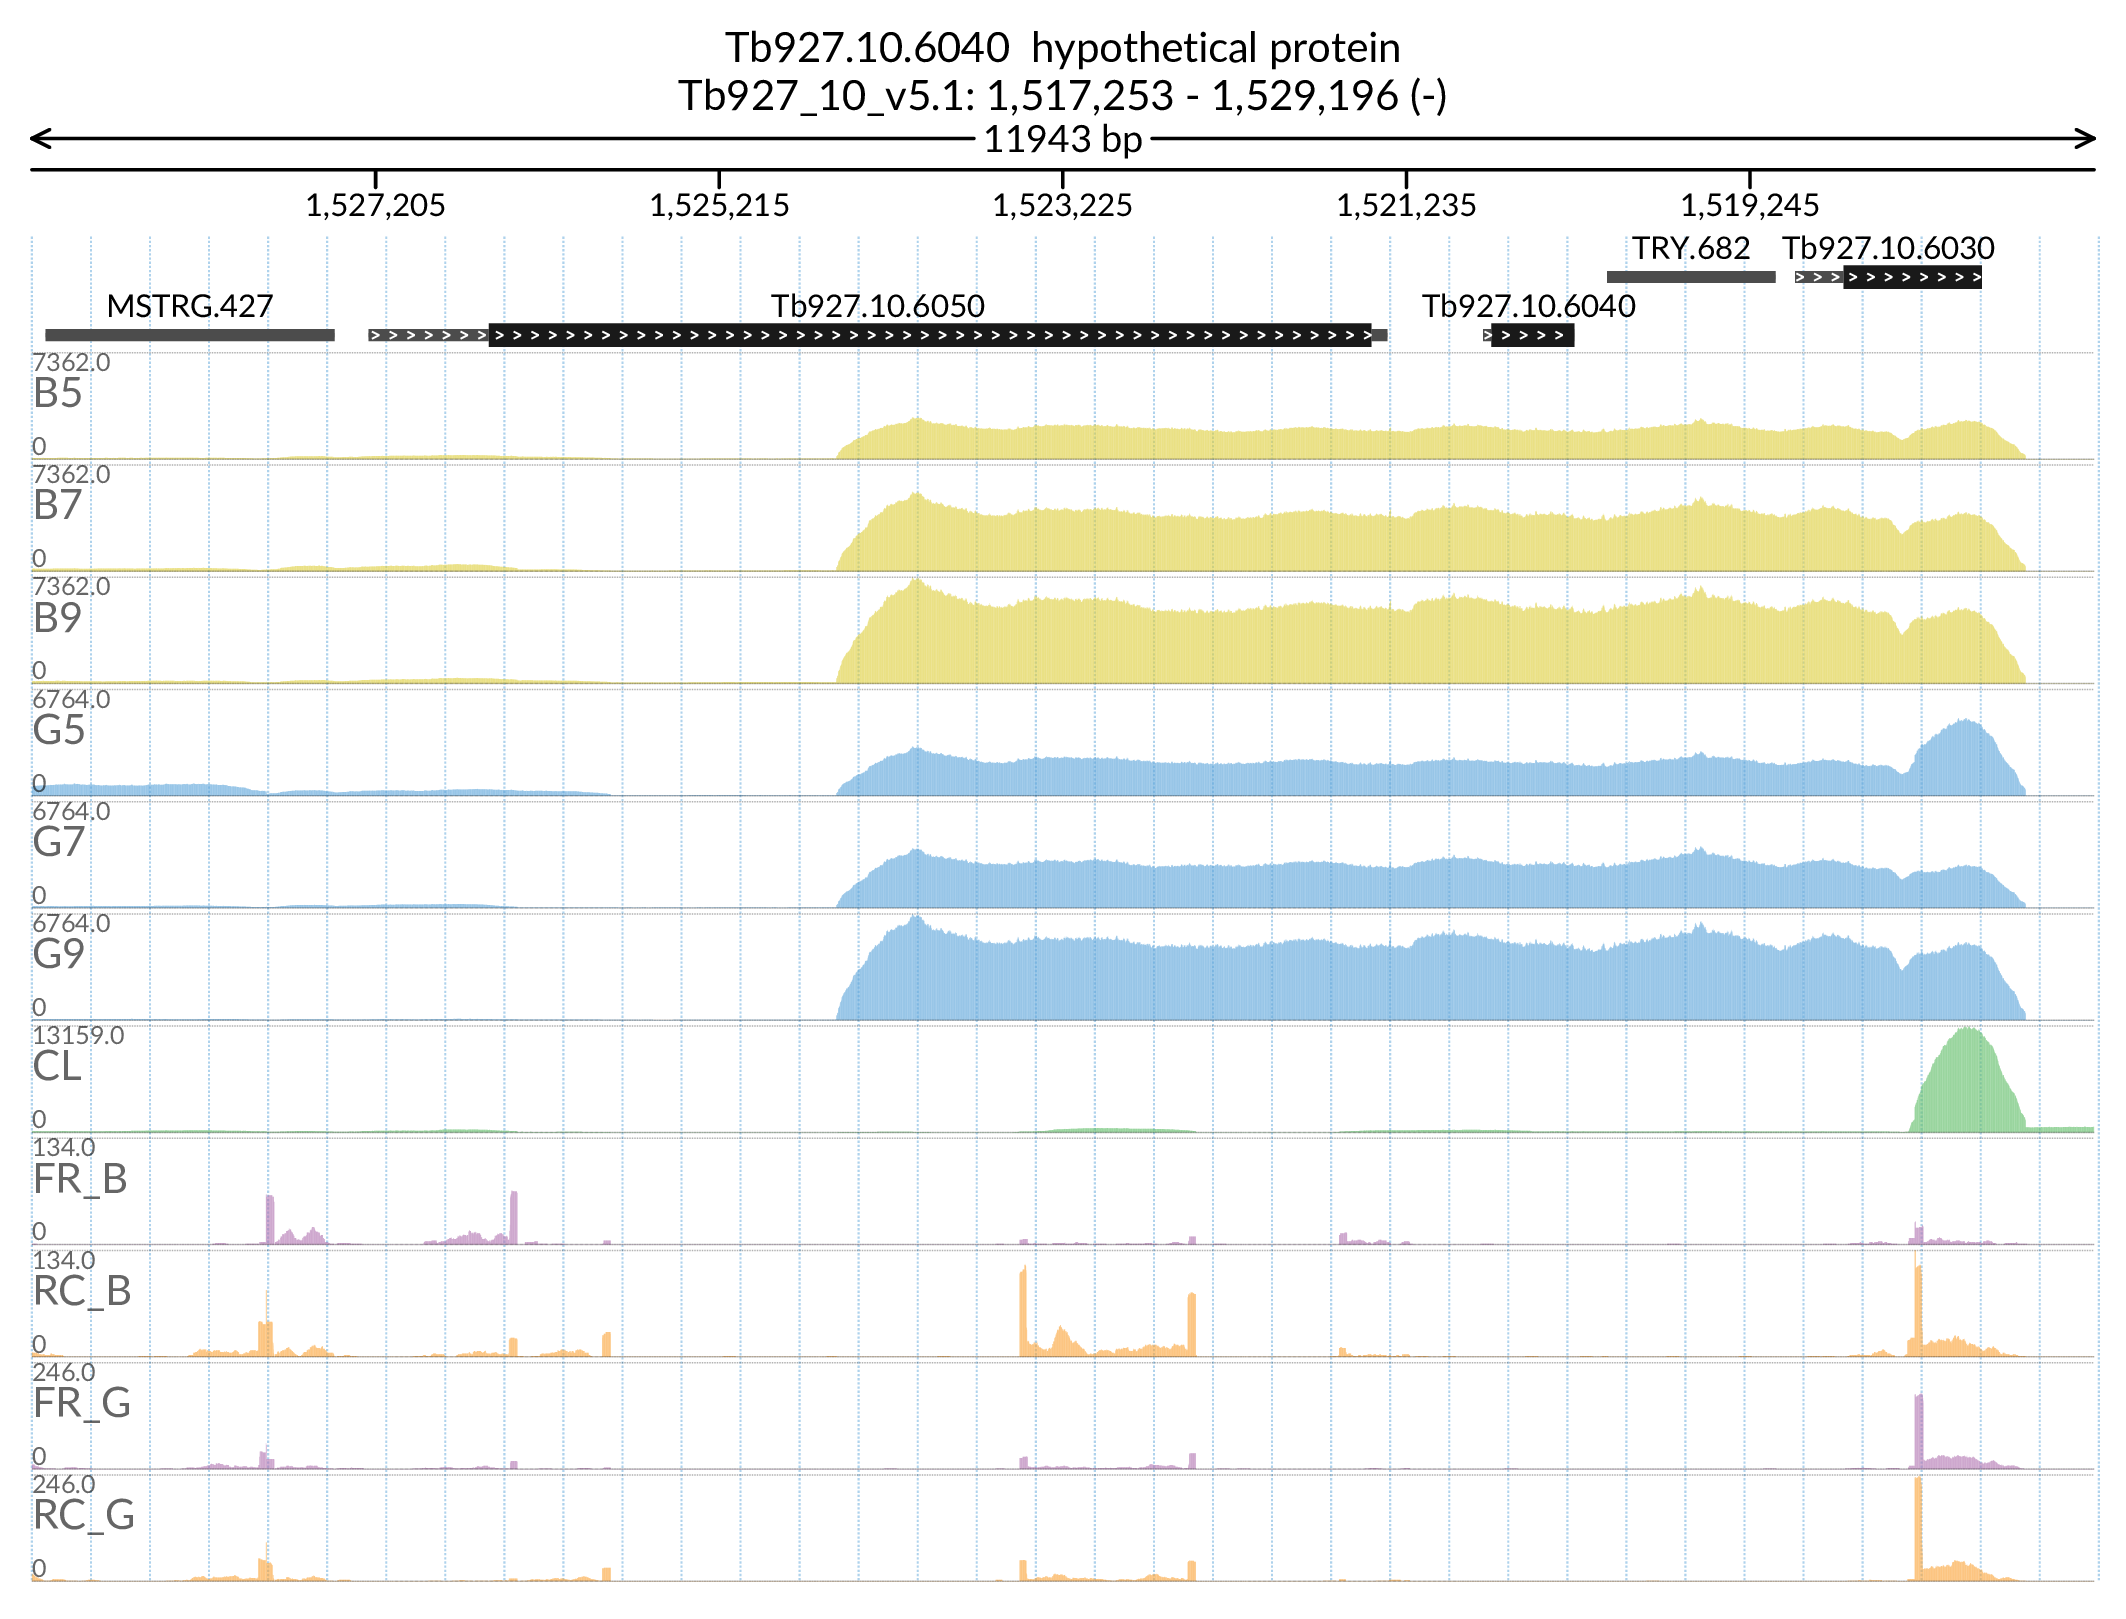 Tb927.10.6040  hypothetical protein
Tb927_10_v5.1: 1,517,253 - 1,529,196 (-)
11943 bp
1,527,205 1,525,215 1,523,225 1,521,235 1,519,245
TRY.682 Tb927.10.6030
MSTRG.427 Tb927.10.6050 Tb927.10.6040
7362.0
B5
0
7362.0
B7
0
7362.0
B9
0
6764.0
G5
0
6764.0
G7
0
6764.0
G9
0
13159.0
CL
0
134.0
FR_B
0
134.0
RC_B
0
246.0
FR_G
0
246.0
RC_G
0